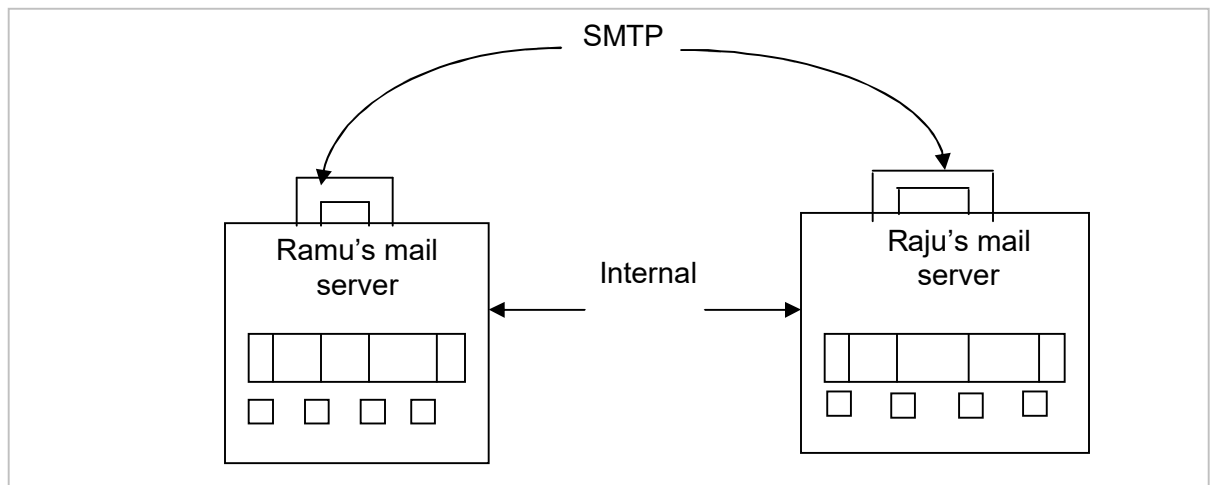 SMTP
Ramu’s mail
server
Raju’s mail
server
Internal